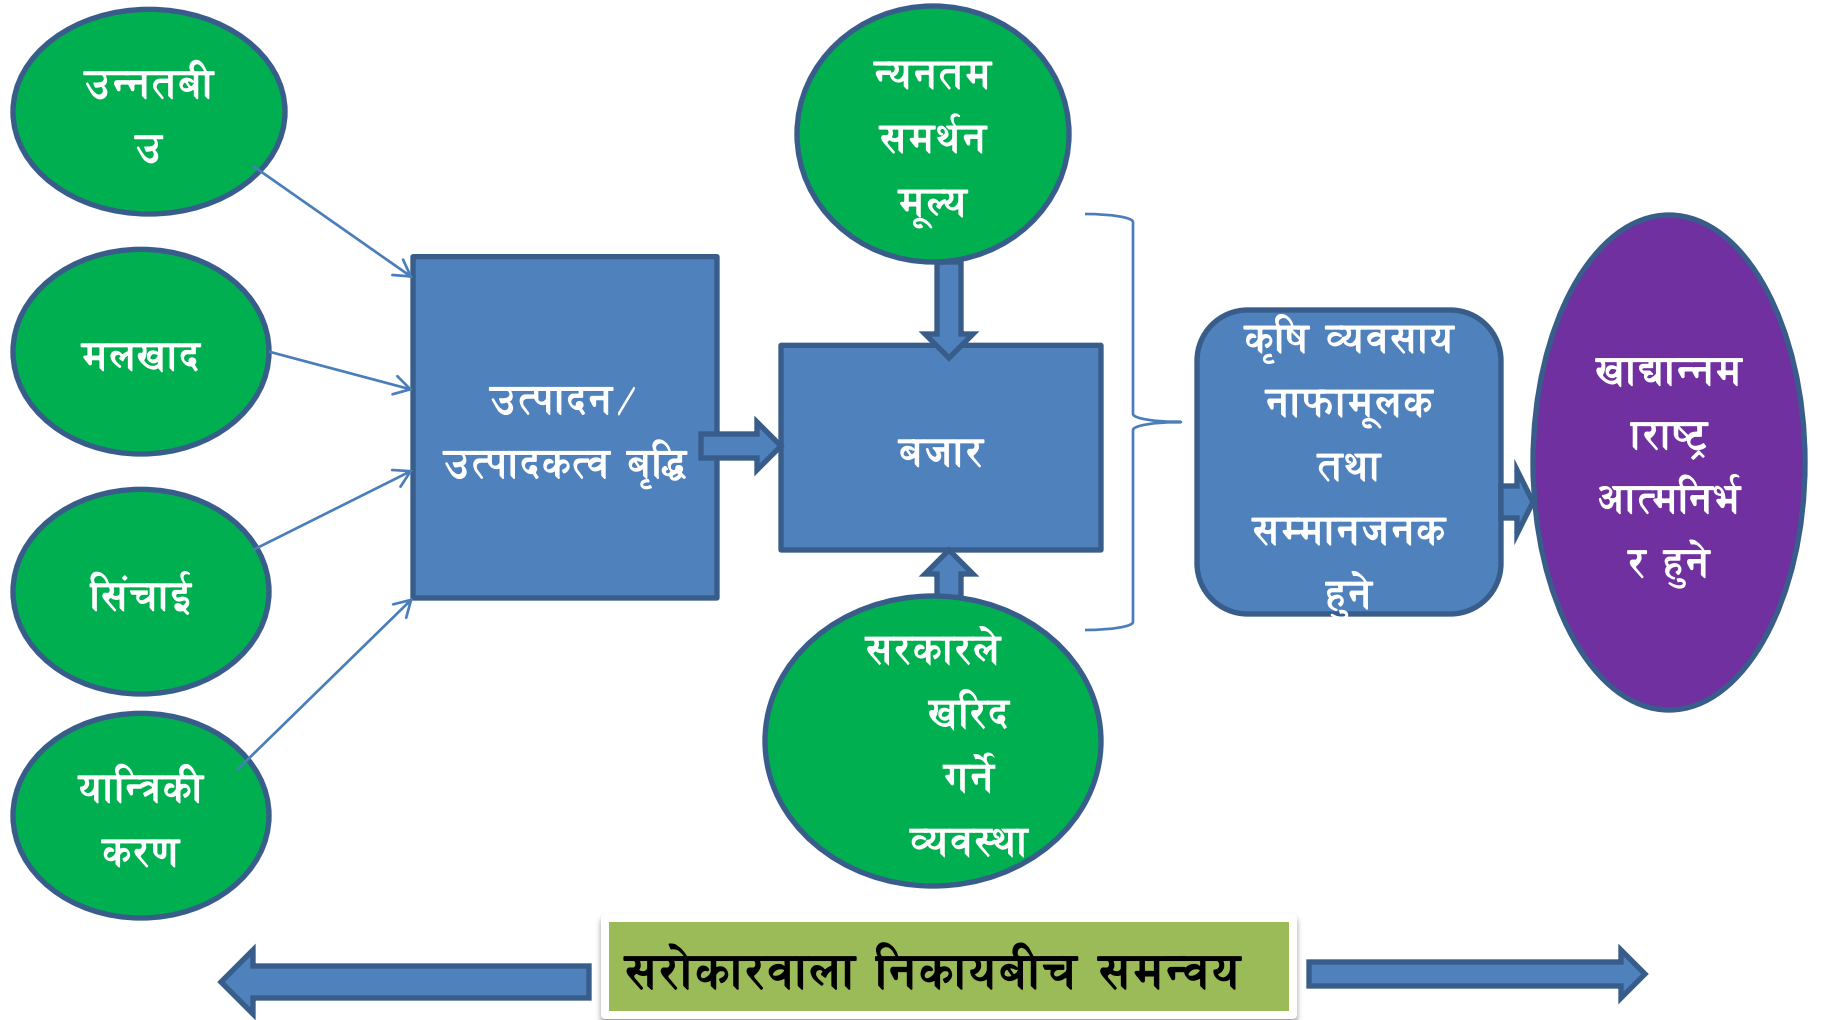 उन्नतबी
उ
मलखाद
सिंचाई
यान्त्रिकी
करण
उत्पादन/
उत्पादकत्व बृद्धि
न्यनतम
समर्थन
मूल्य
बजार
सरकारले
खरिद
गर्ने
व्यवस्था
कृषि व्यवसाय
नाफामूलक
तथा
सम्मानजनक
हुने
खाद्यान्नम
ाराष्ट्र
आत्मनिर्भ
र हुने
सरोकारवाला निकायबीच समन्वय